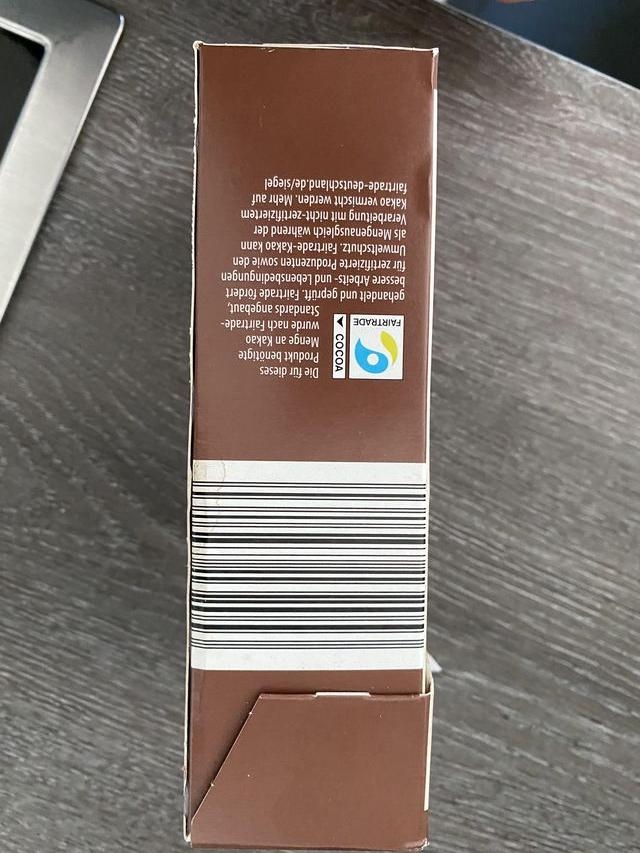 FAIRTRADE
COCOA
Die für dieses
Produkt benötigte
Menge an Kakao
wurde nach Fairtrade-
Standards angebaut,
gehandelt und geprüft. Fairtrade fördert
bessere Arbeits- und Lebensbedingungen
für zertifizierte Produzenten sowie den
Umweltschutz. Fairtrade-Kakao kann
als Mengenausgleich während der
Verarbeitung mit nicht-zertifiziertem
Kakao vermischt werden. Mehr auf
fairtrade-deutschland.de/siegel